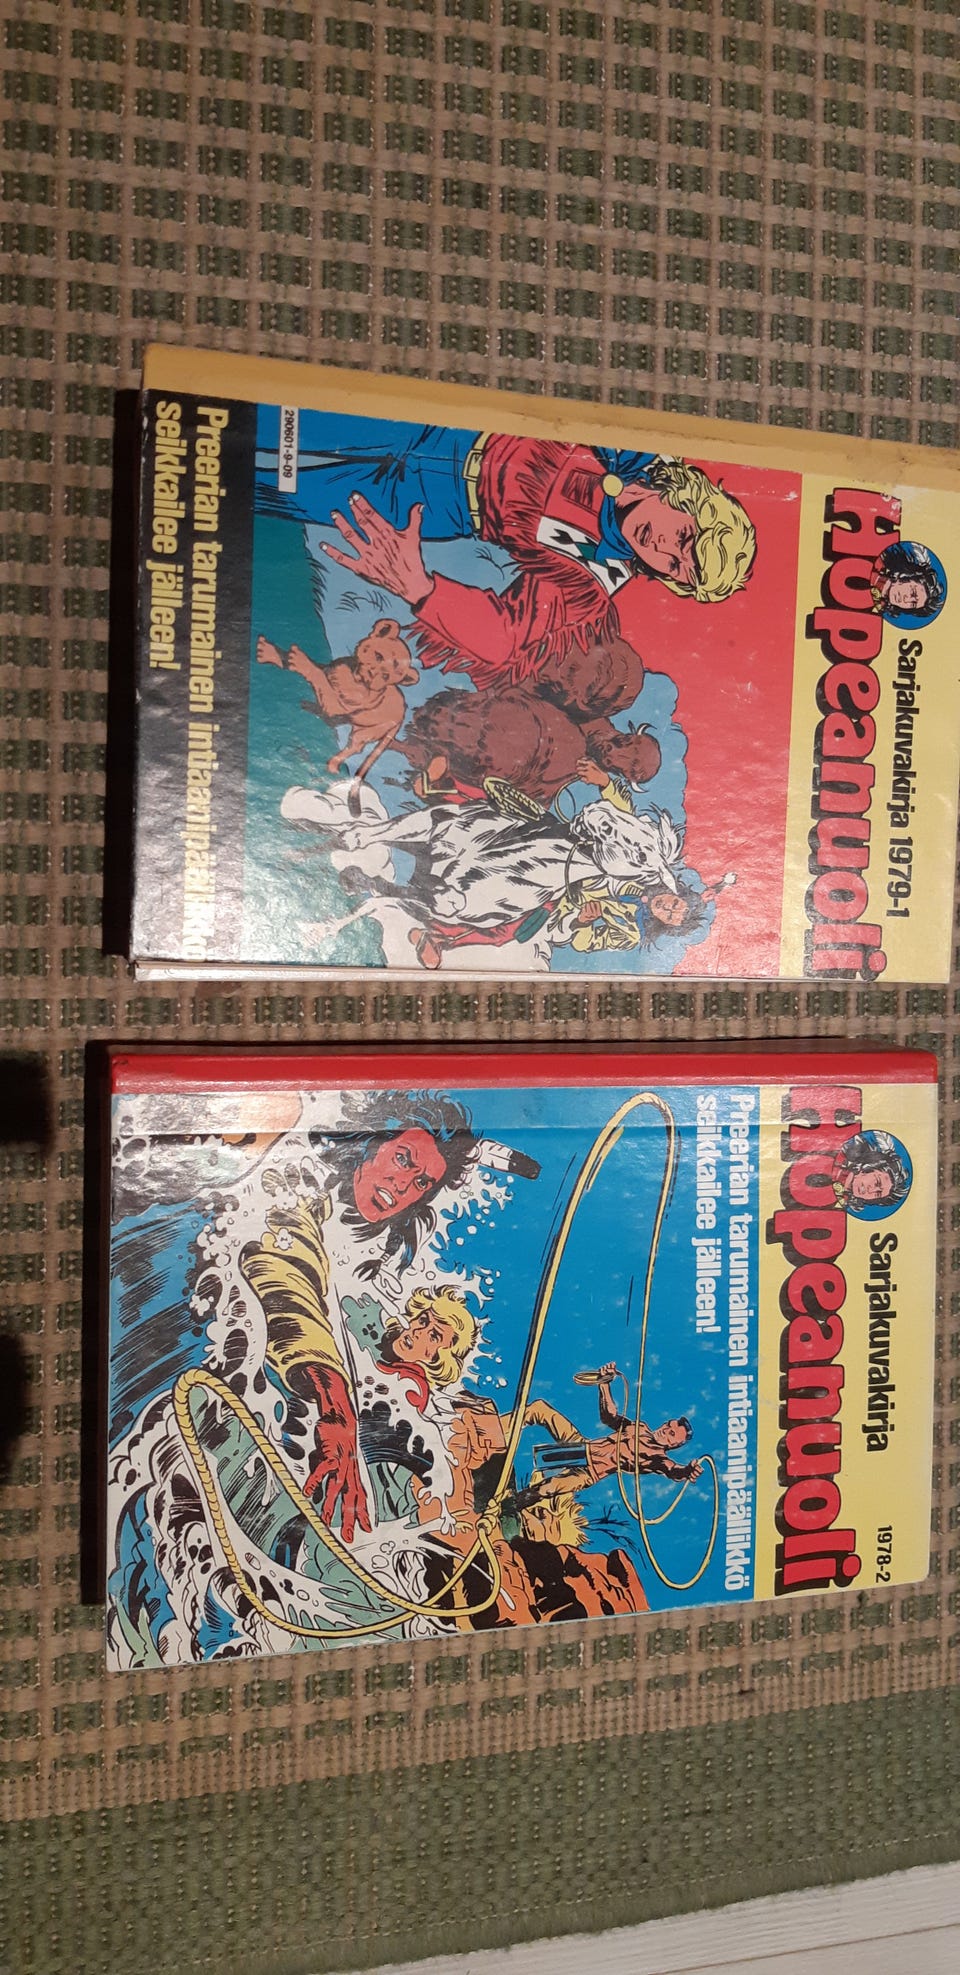 Sarjakuvakirja 1979-1
Hopeanuoli
290601-9-09
Preerian tarumainen intiaanipäällikkö
seikkailee jälleen!
Sarjakuvakirja 1978-2
Hopeanuoli
Preerian tarumainen intiaanipäällikkö
seikkailee jälleen!